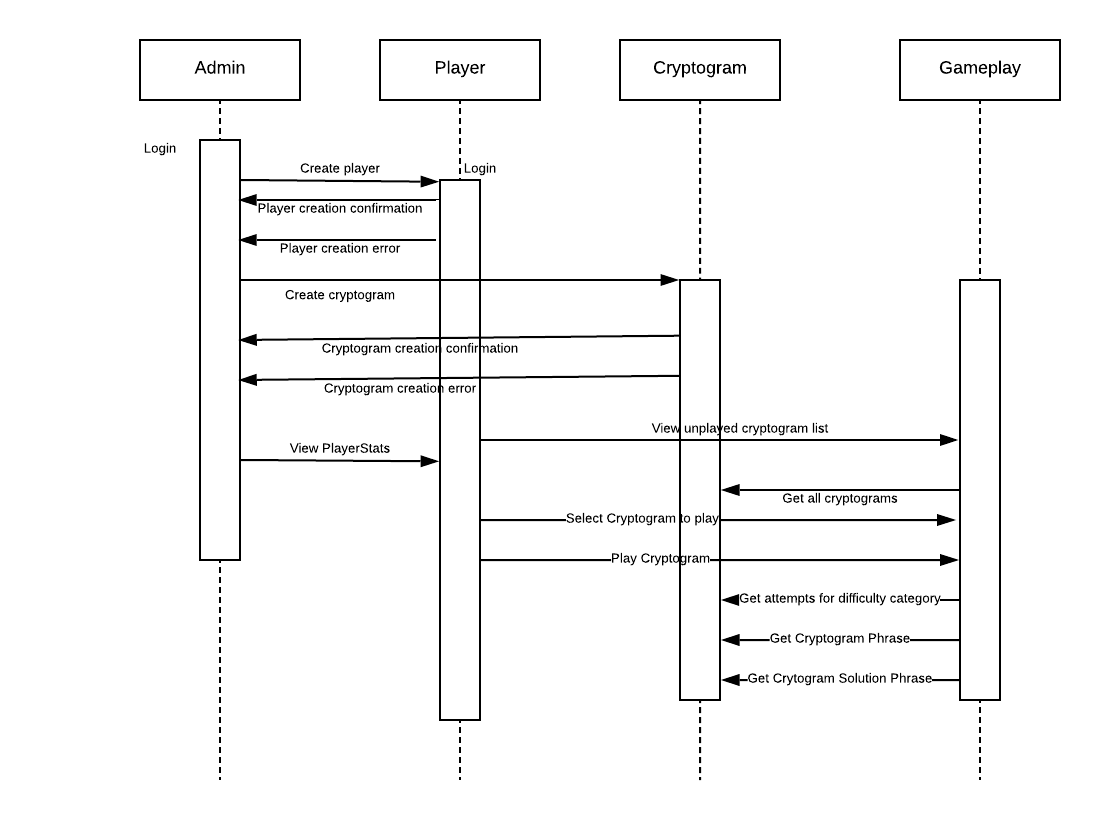 Admin
Player
Cryptogram
Gameplay
Login
Create player
Login
Player creation confirmation
Player creation error
Create cryptogram
Cryptogram creation confirmation
Cryptogram creation error
View unplayed cryptogram list
View PlayerStats
Get all cryptograms
Select Cryptogram to play
Play Cryptogram
Get attempts for difficulty category
Get Cryptogram Phrase
Get Crytogram Solution Phrase